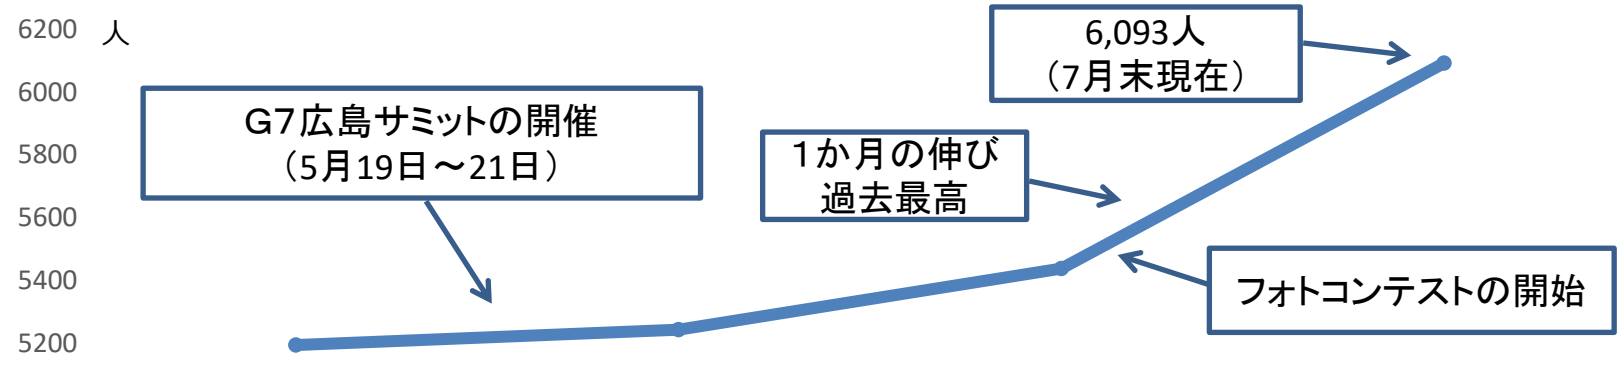 6200
人
6000
5800
5600
5400
5200
G7広島サミットの開催
（5月19日～21日）
1か月の伸び
過去最高
6,093人
（7月末現在）
フォトコンテストの開始